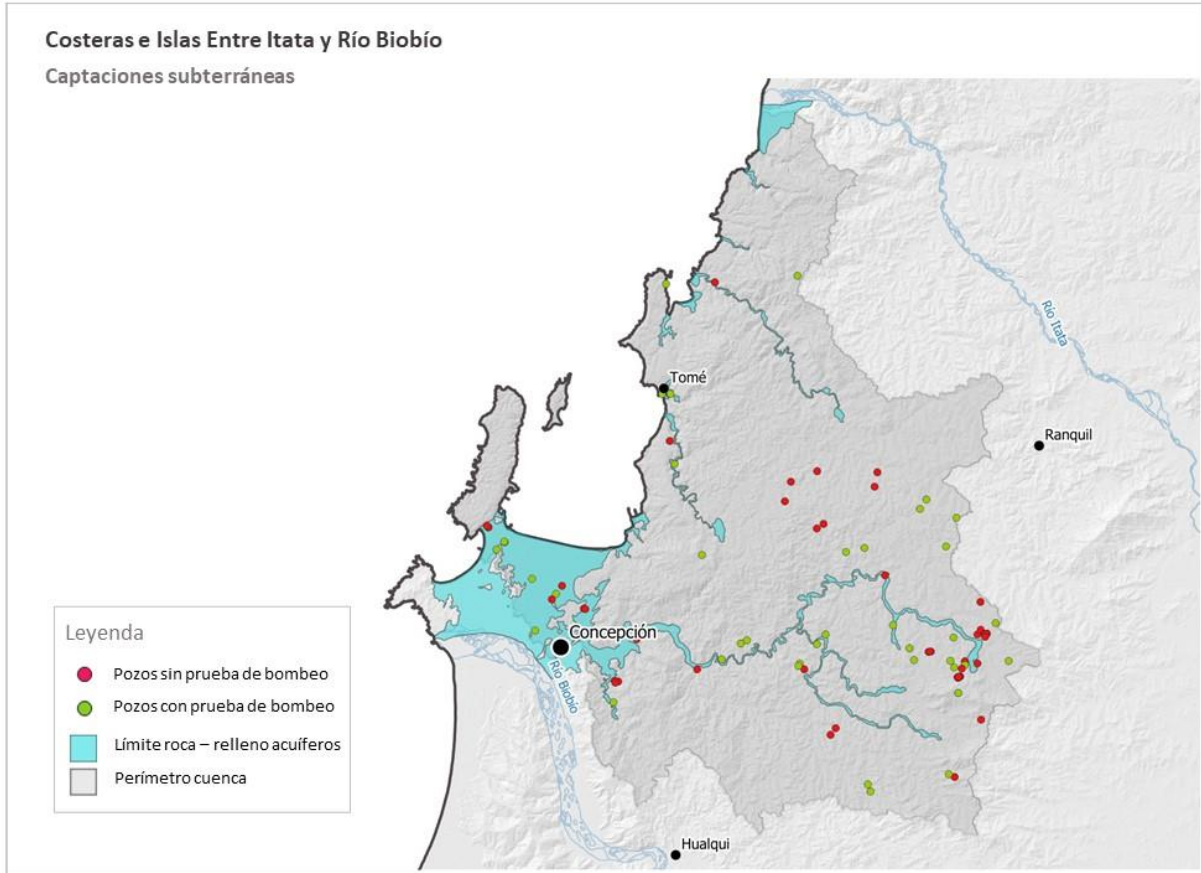 Costeras e Islas Entre Itata y Río Biobío
Captaciones subterráneas
Río Itata
Tomé
Ranquil
Concepción
Río Biobío
Hualqui
Leyenda
Pozos sin prueba de bombeo
Pozos con prueba de bombeo
Límite roca – relleno acuíferos
Perímetro cuenca